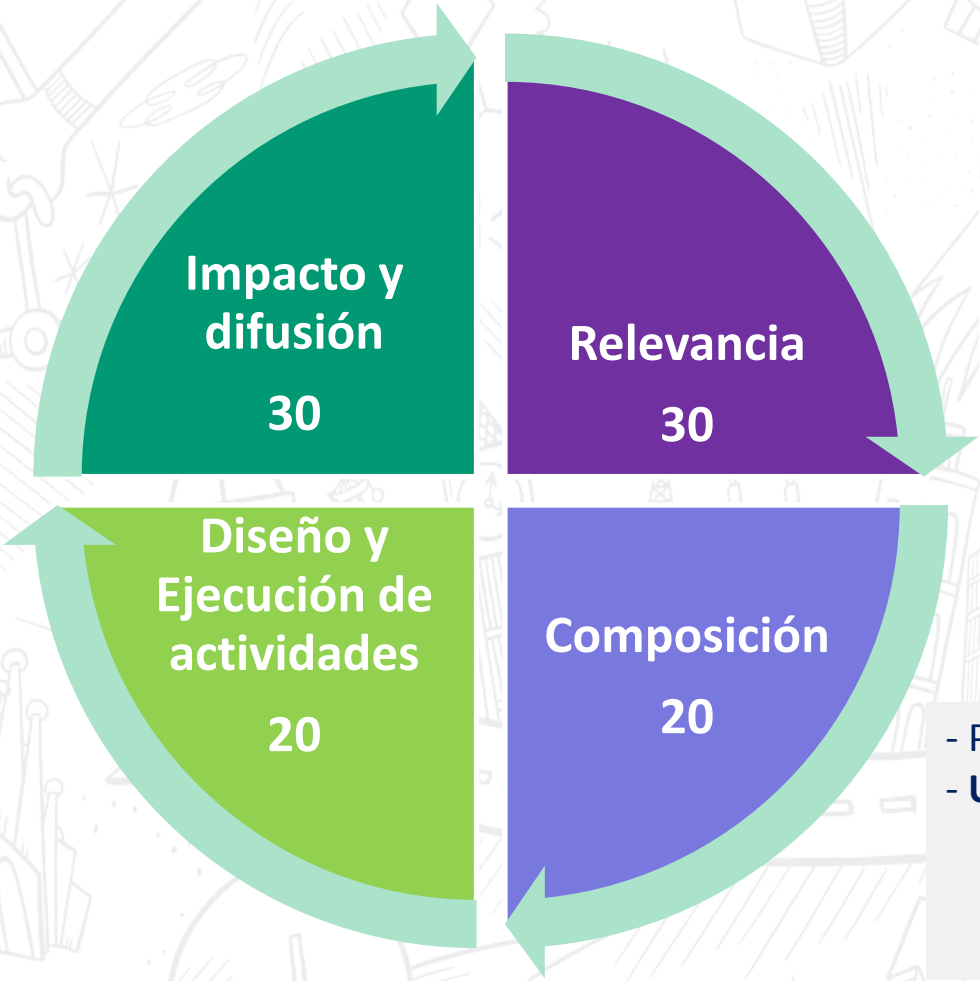 Impacto y
difusión
30
Relevancia
30
Diseño y
Ejecución de
actividades
20
Composición
20
-
-